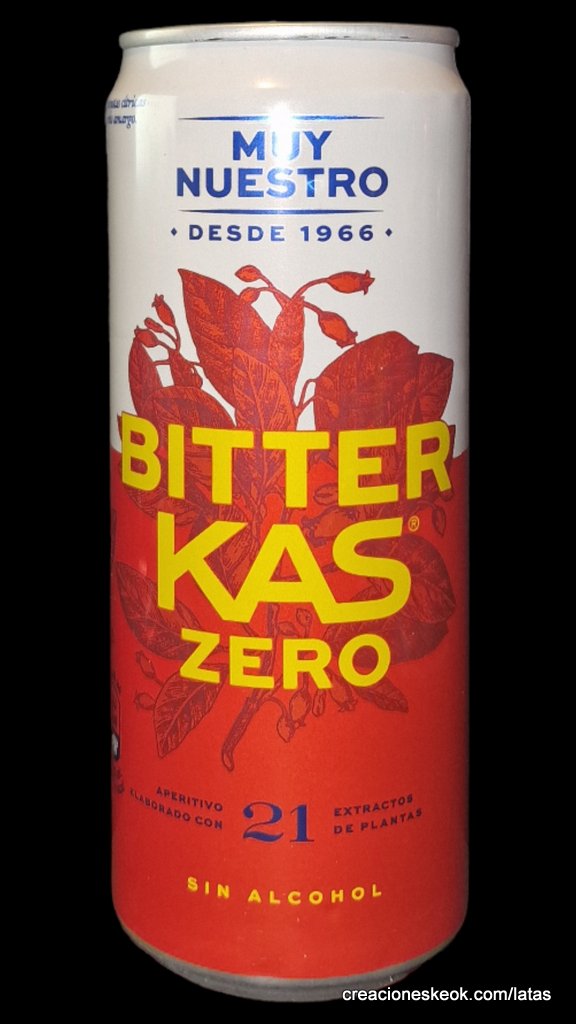 MUY
NUESTRO
DESDE 1966
BITTER
KAS®
ZERO
APERITIVO
ELABORADO CON
21
EXTRACTOS
DE PLANTAS
SIN ALCOHOL
creacioneskeok.com/latas